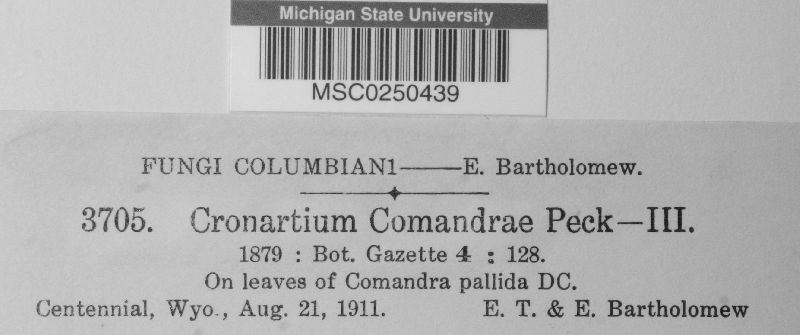 Michigan State University
MSC0250439
FUNGI COLUMBIAN1——E. Bartholomew.
3705. Cronartium Comandrae Peck—III.
1879 : Bot. Gazette 4 : 128.
On leaves of Comandra pallida DC.
Centennial, Wyo., Aug. 21, 1911. E. T. & E. Bartholomew